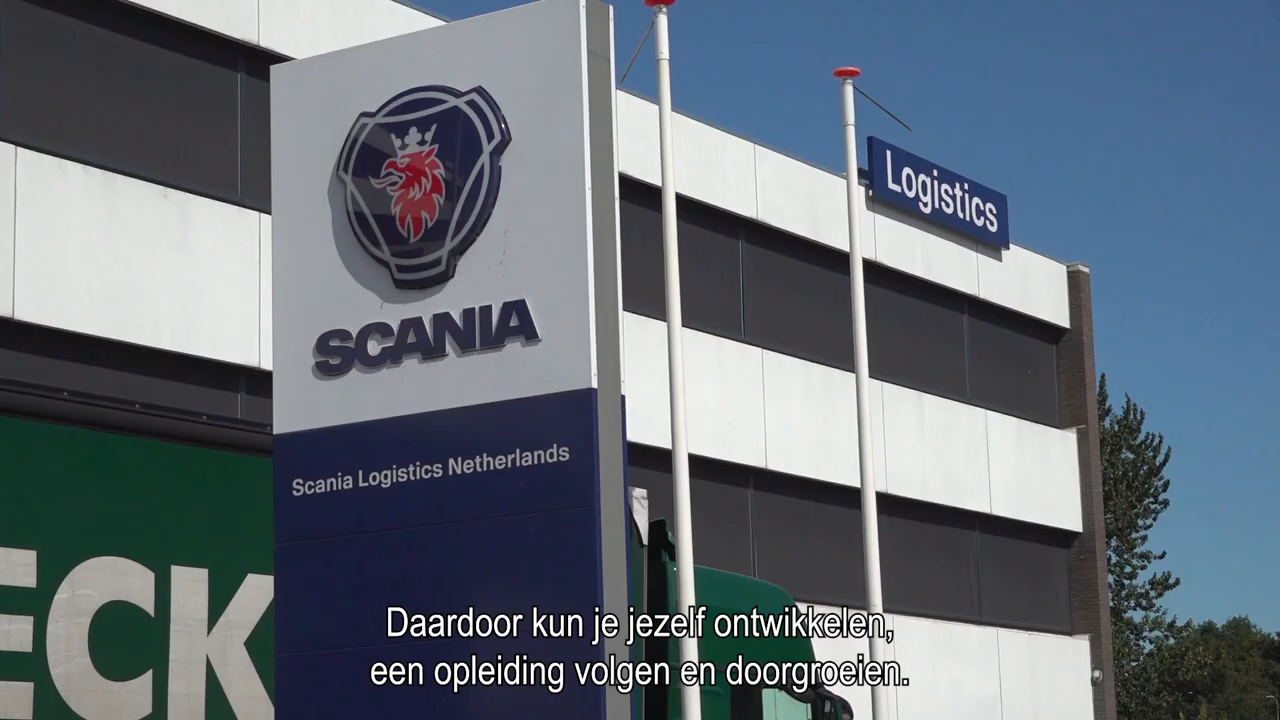 SCANIA
Logistics
Scania Logistics Netherlands
ECK
Daardoor kun je jezelf ontwikkelen,
een opleiding volgen en doorgroeien.